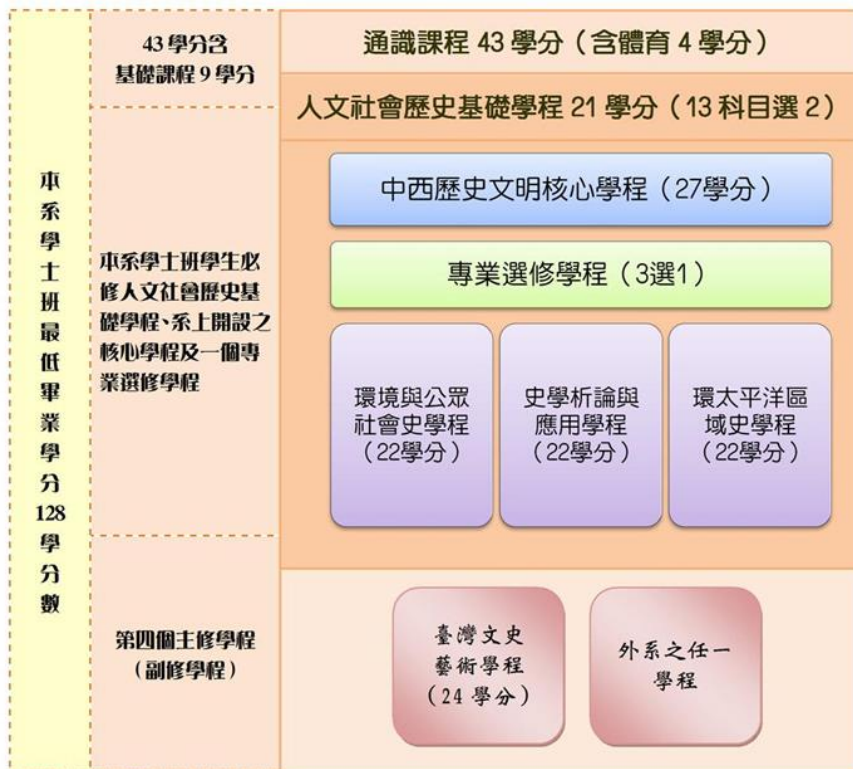 本系學士班最低畢業學分128學分數
43 學分含
基礎課程 9 學分
通識課程 43 學分（含體育 4 學分）
人文社會歷史基礎學程 21 學分（13 科目選 2）
本系學士班學生必
修人文社會歷史基
礎學程、系上開設之
核心學程及一個專
業選修學程
中西歷史文明核心學程（27學分）
專業選修學程（3選1）
環境與公眾
社會史學程
（22學分）
史學析論與
應用學程
（22學分）
環太平洋區
域史學程
（22學分）
第四個主修學程
（副修學程）
臺灣文史
藝術學程
（24 學分）
外系之任一
學程